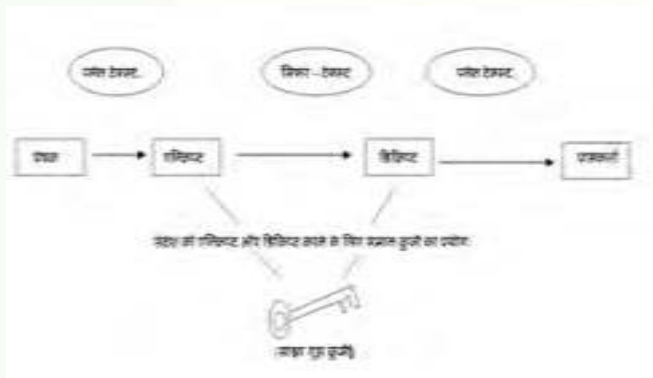 प्लेन टेक्स्ट
सिफर – टेक्स्ट
प्लेन टेक्स्ट
प्रेषक
एन्क्रिप्ट
डिक्रिप्ट
प्राप्तकर्ता
संदेश को एन्क्रिप्ट और डिक्रिप्ट करने के लिए समान कुंजी का प्रयोग
(साझा गुप्त कुंजी)